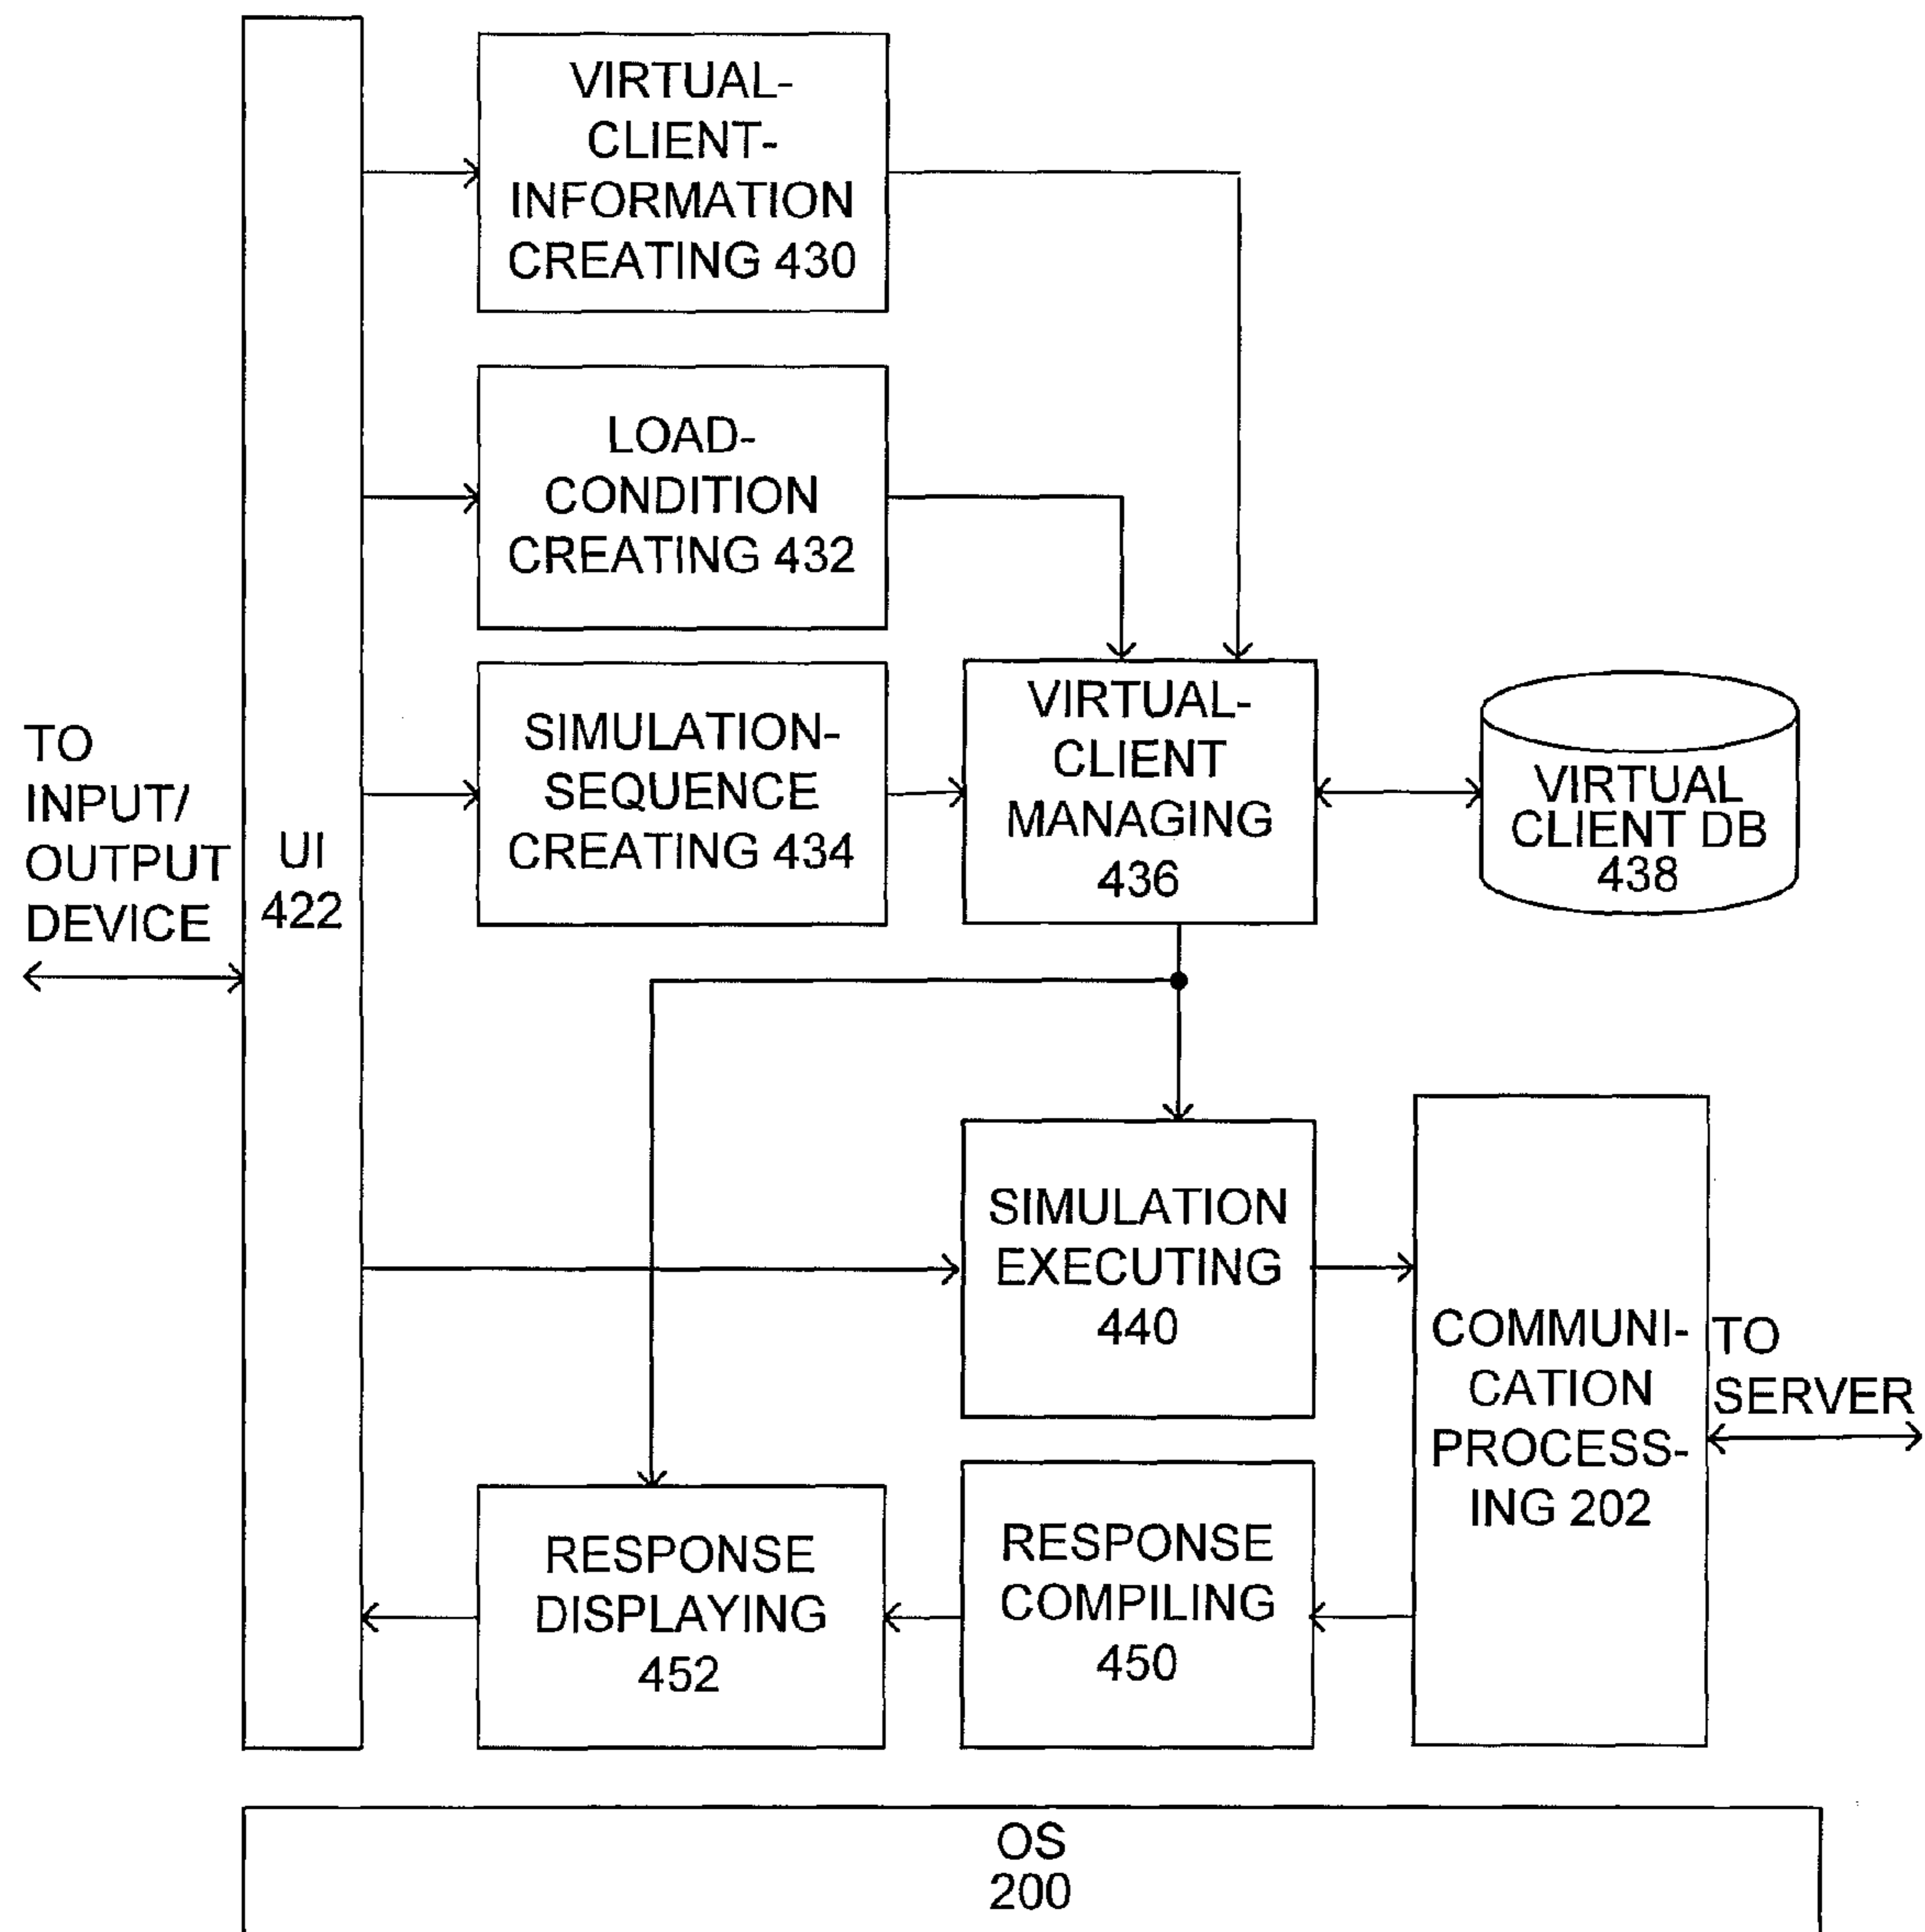 VIRTUAL-
CLIENT-
INFORMATION
CREATING 430
LOAD-
CONDITION
CREATING 432
SIMULATION-
SEQUENCE
CREATING 434
VIRTUAL-
CLIENT
MANAGING
436
VIRTUAL
CLIENT DB
438
TO
INPUT/
OUTPUT
DEVICE
UI
422
SIMULATION
EXECUTING
440
COMMUNI-
CATION
PROCESS-
ING 202
TO
SERVER
RESPONSE
DISPLAYING
452
RESPONSE
COMPILING
450
OS
200